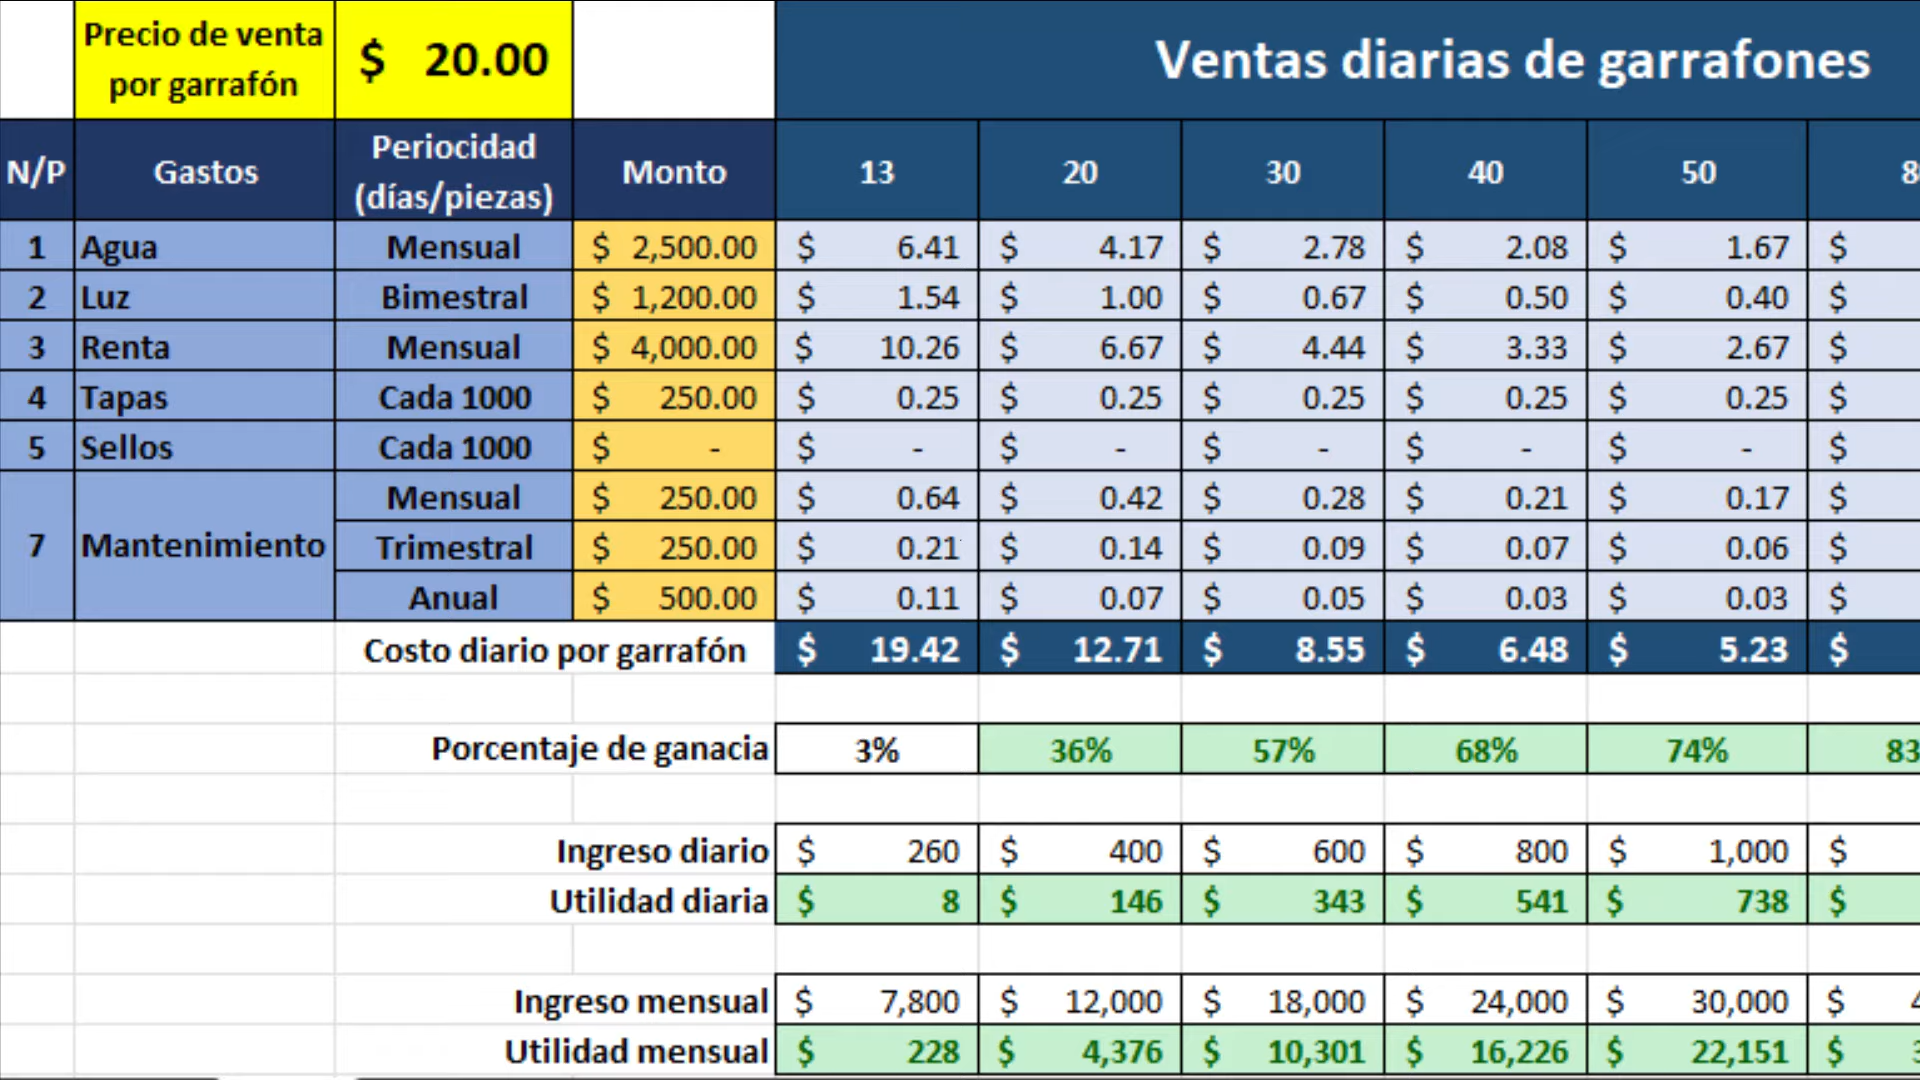 Precio de venta por garrafón $ 20.00 Ventas diarias de garrafones
N/P Gastos Periocidad (días/piezas) Monto 13 20 30 40 50
1 Agua Mensual $ 2,500.00 $ 6.41 $ 4.17 $ 2.78 $ 2.08 $ 1.67 $
2 Luz Bimestral $ 1,200.00 $ 1.54 $ 1.00 $ 0.67 $ 0.50 $ 0.40 $
3 Renta Mensual $ 4,000.00 $ 10.26 $ 6.67 $ 4.44 $ 3.33 $ 2.67 $
4 Tapas Cada 1000 $ 250.00 $ 0.25 $ 0.25 $ 0.25 $ 0.25 $ 0.25 $
5 Sellos Cada 1000 $ - $ - $ - $ - $ - $ - $
7 Mantenimiento Mensual $ 250.00 $ 0.64 $ 0.42 $ 0.28 $ 0.21 $ 0.17 $
Trimestral $ 250.00 $ 0.21 $ 0.14 $ 0.09 $ 0.07 $ 0.06 $
Anual $ 500.00 $ 0.11 $ 0.07 $ 0.05 $ 0.03 $ 0.03 $
Costo diario por garrafón $ 19.42 $ 12.71 $ 8.55 $ 6.48 $ 5.23 $
Porcentaje de ganacia 3% 36% 57% 68% 74% 83
Ingreso diario $ 260 $ 400 $ 600 $ 800 $ 1,000 $
Utilidad diaria $ 8 $ 146 $ 343 $ 541 $ 738 $
Ingreso mensual $ 7,800 $ 12,000 $ 18,000 $ 24,000 $ 30,000 $
Utilidad mensual $ 228 $ 4,376 $ 10,301 $ 16,226 $ 22,151 $